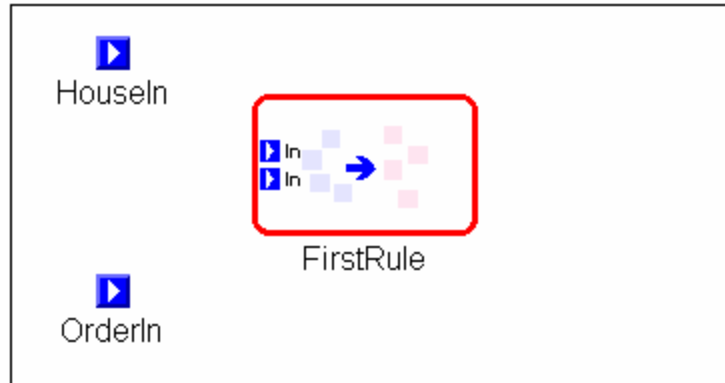 HouseIn
In
In
FirstRule
OrderIn